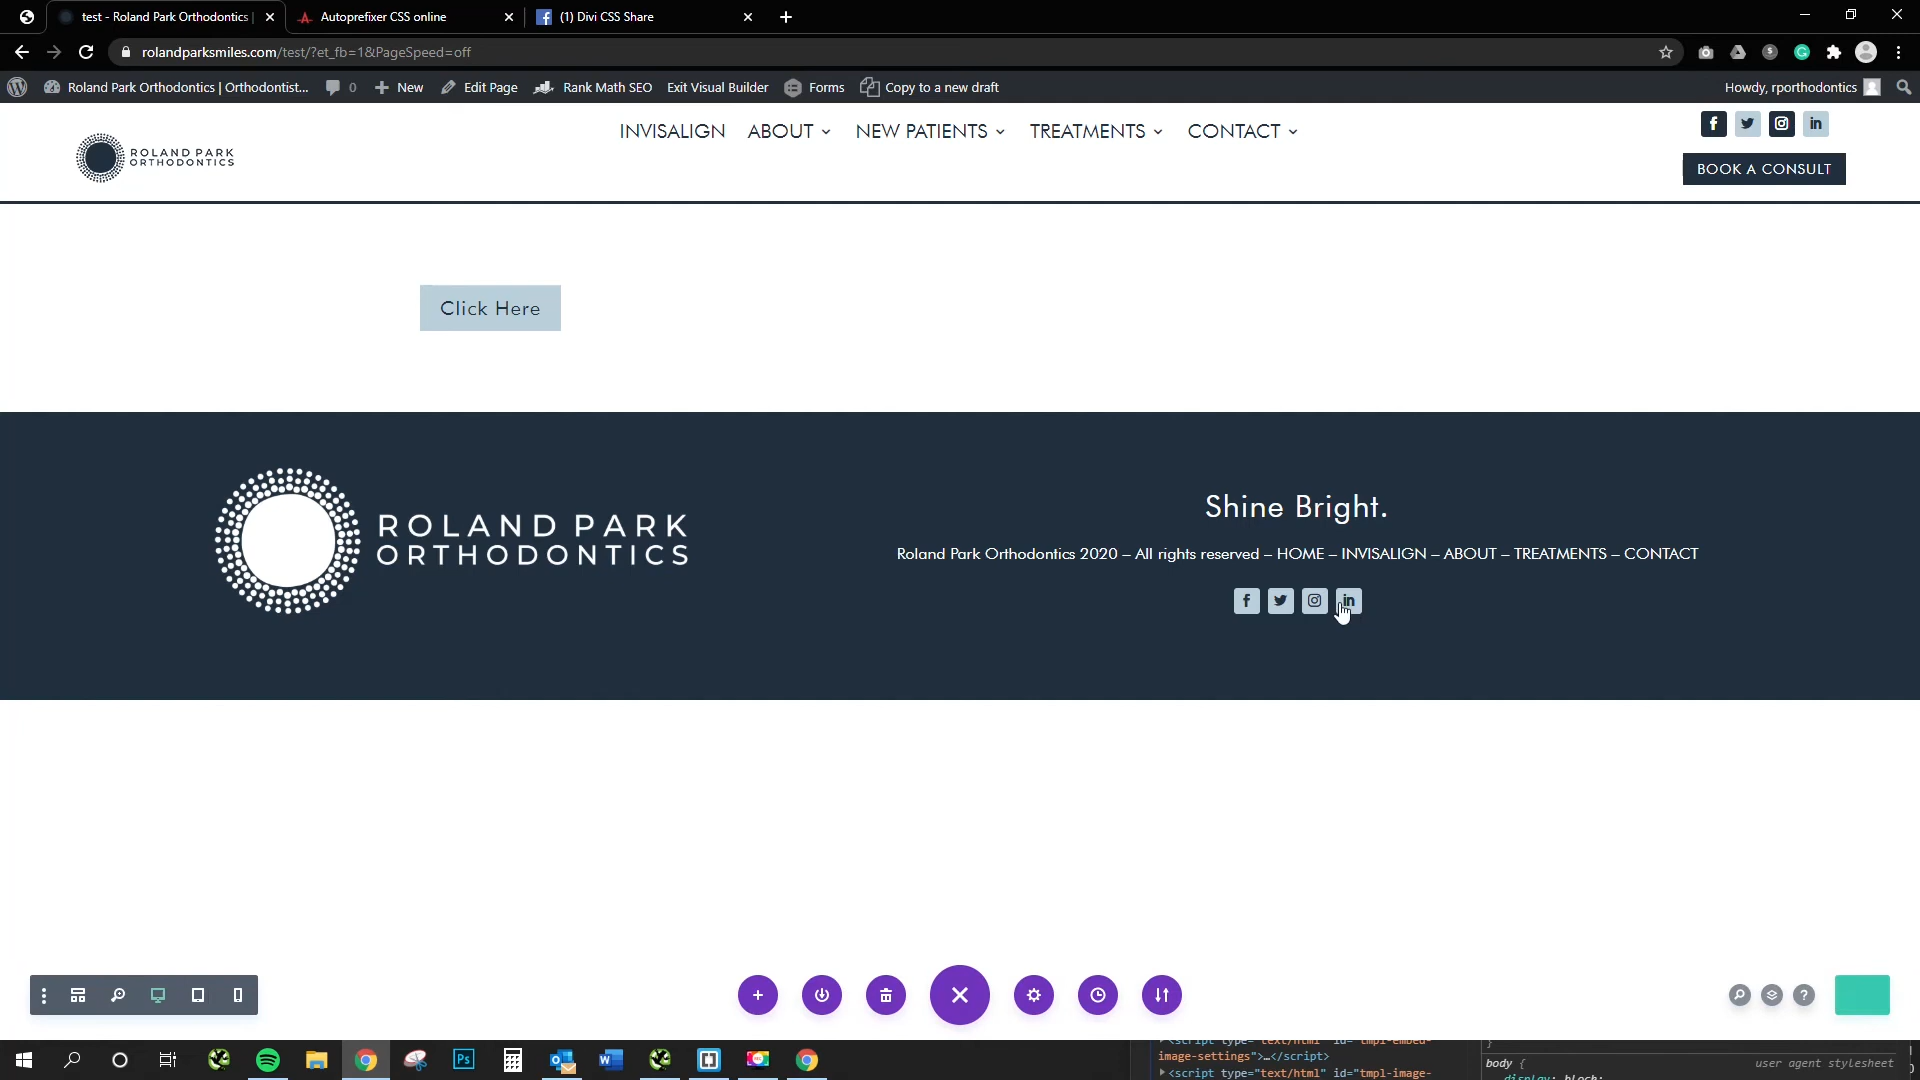 test - Roland Park Orthodontics |
Autoprefixer CSS online
(1) Divi CSS Share
rolandparksmiles.com/test/?et_fb=1&PageSpeed=off
Roland Park Orthodontics | Orthodontist...
0
New
Edit Page
Rank Math SEO
Exit Visual Builder
Forms
Copy to a new draft
Howdy, rporthodontics
ROLAND PARK
ORTHODONTICS
INVISALIGN
ABOUT
NEW PATIENTS
TREATMENTS
CONTACT
BOOK A CONSULT
Click Here
ROLAND PARK
ORTHODONTICS
Shine Bright.
Roland Park Orthodontics 2020 – All rights reserved – HOME – INVISALIGN – ABOUT – TREATMENTS – CONTACT
Ps
image-settings">…</script>
<script type="text/html" id="tmpl-image-
body {
user agent stylesheet